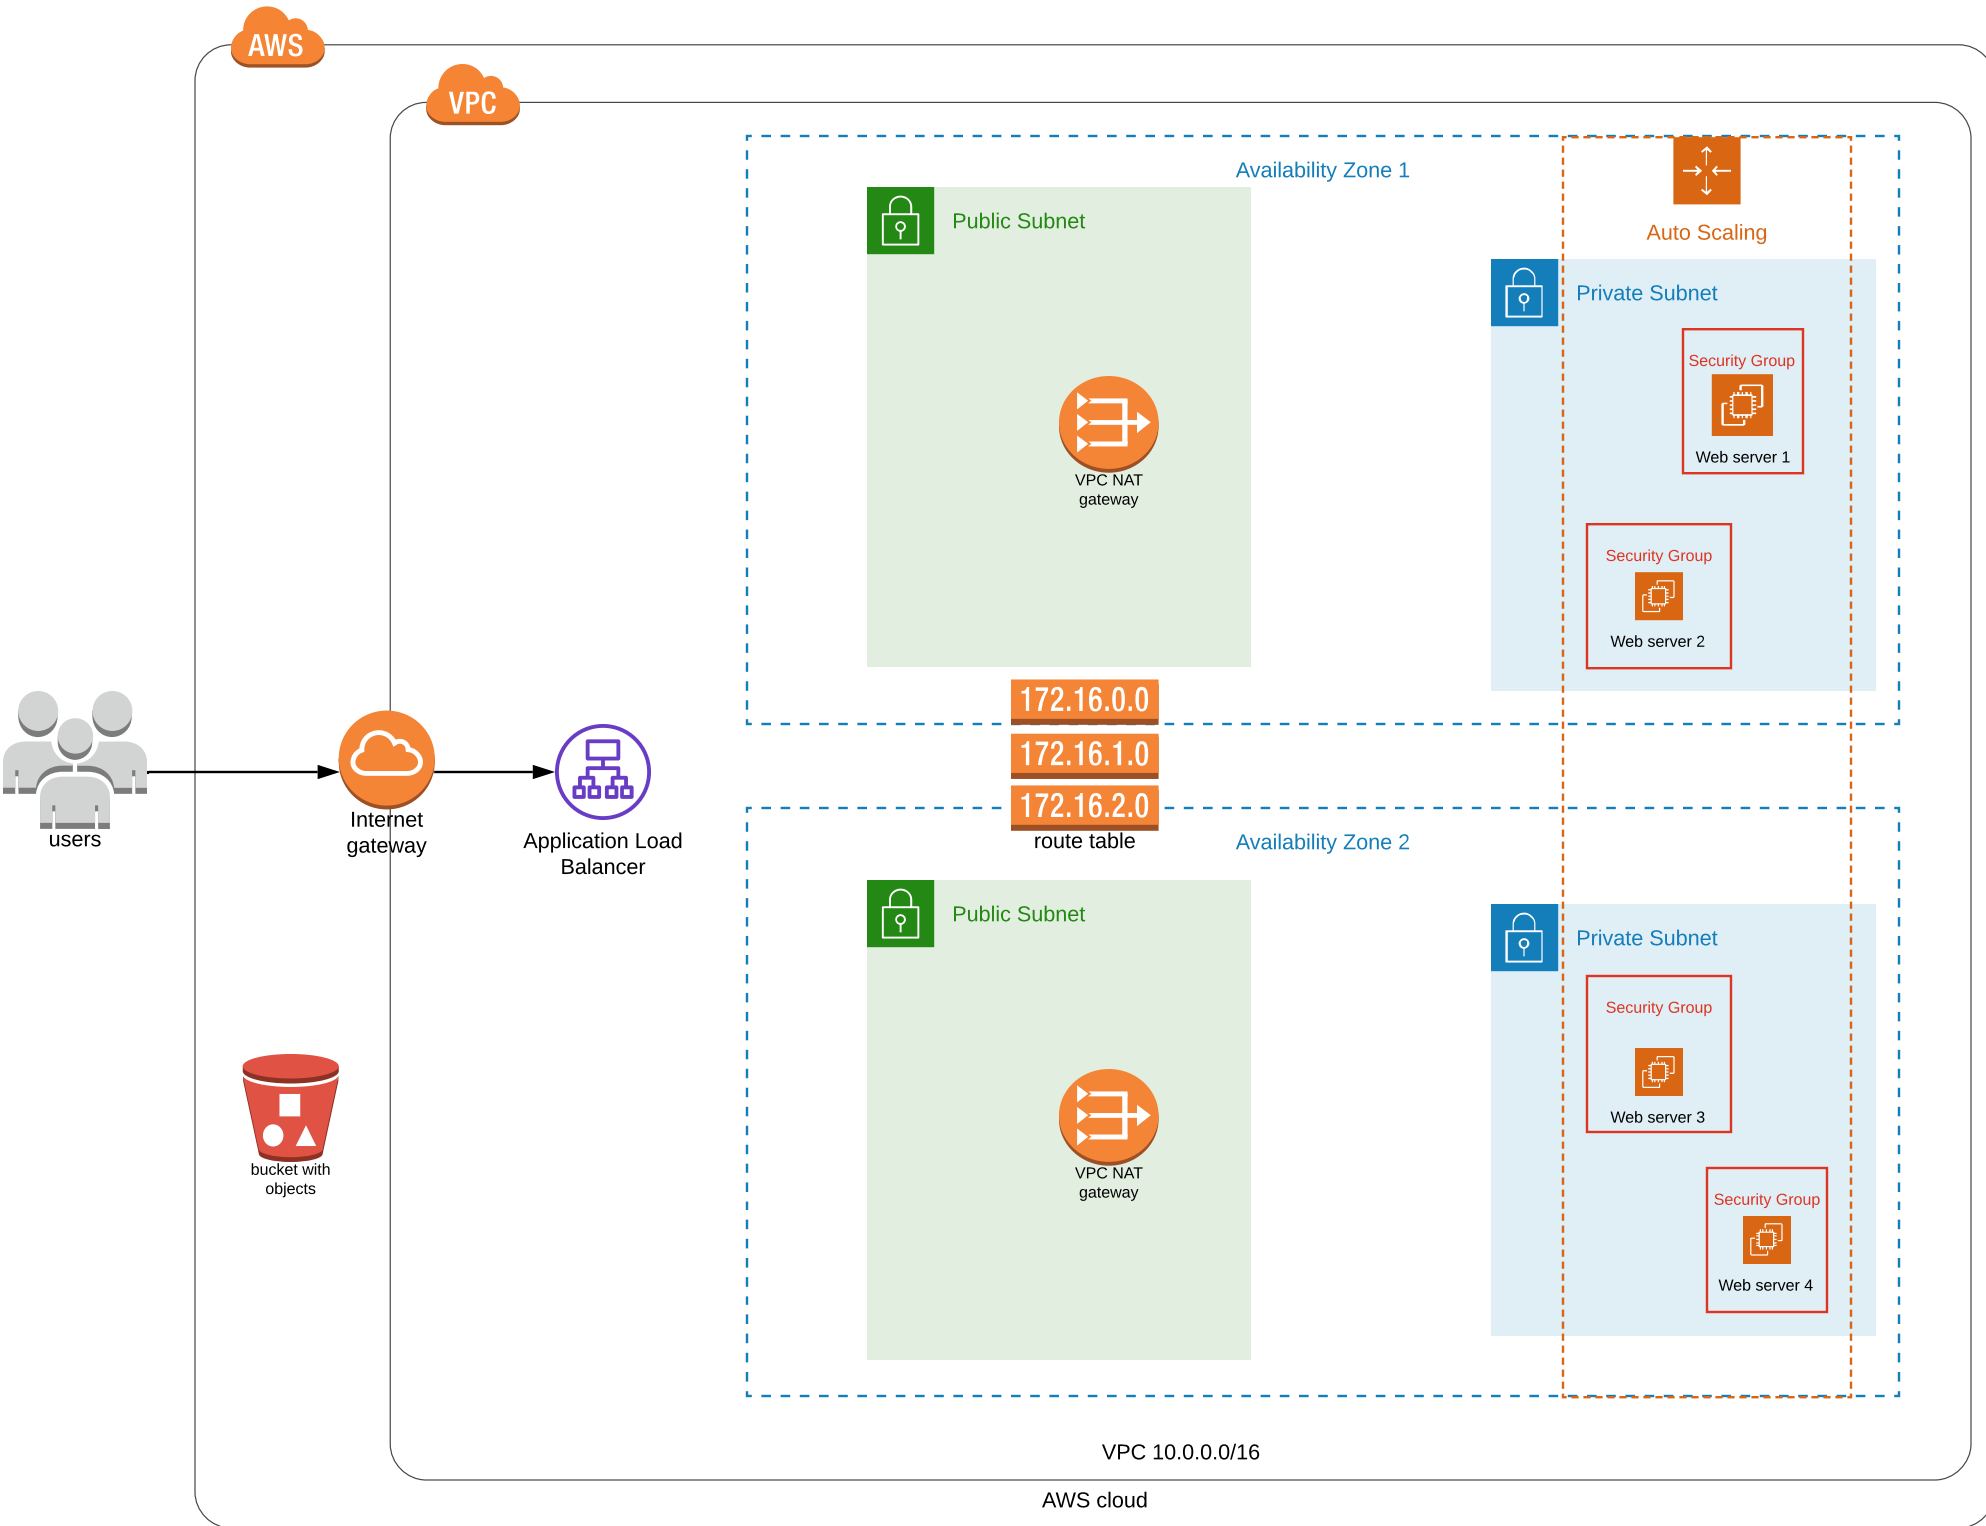 AWS
VPC
Availability Zone 1
Public Subnet
Auto Scaling
Private Subnet
Security Group
Web server 1
VPC NAT
gateway
Security Group
Web server 2
172.16.0.0
172.16.1.0
172.16.2.0
route table
users
Internet
gateway
Application Load
Balancer
Availability Zone 2
Public Subnet
Private Subnet
Security Group
Web server 3
VPC NAT
gateway
Security Group
Web server 4
bucket with
objects
VPC 10.0.0.0/16
AWS cloud